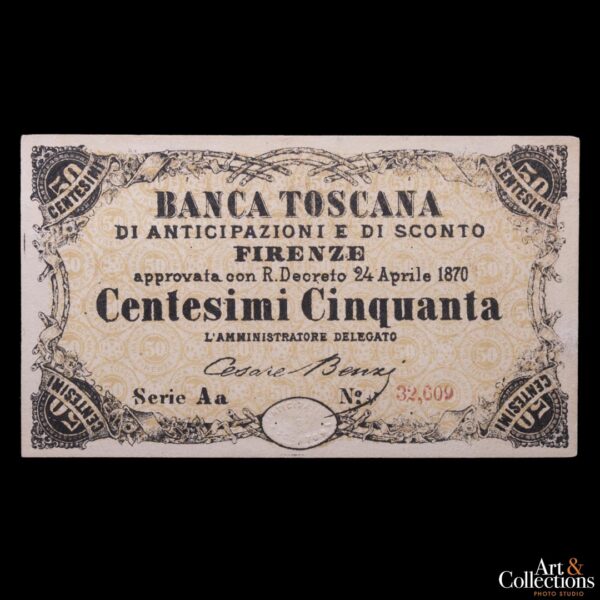 50 CENTESIMI
50 CENTESIMI
BANCA TOSCANA
DI ANTICIPAZIONI E DI SCONTO
FIRENZE
approvata con R. Decreto 24 Aprile 1870
Centesimi Cinquanta
L'AMMINISTRATORE DELEGATO
Cesare Benzi
Serie Aa No. 32,609
CENTESIMI 50
CENTESIMI 50
Art &
Collections
PHOTO STUDIO